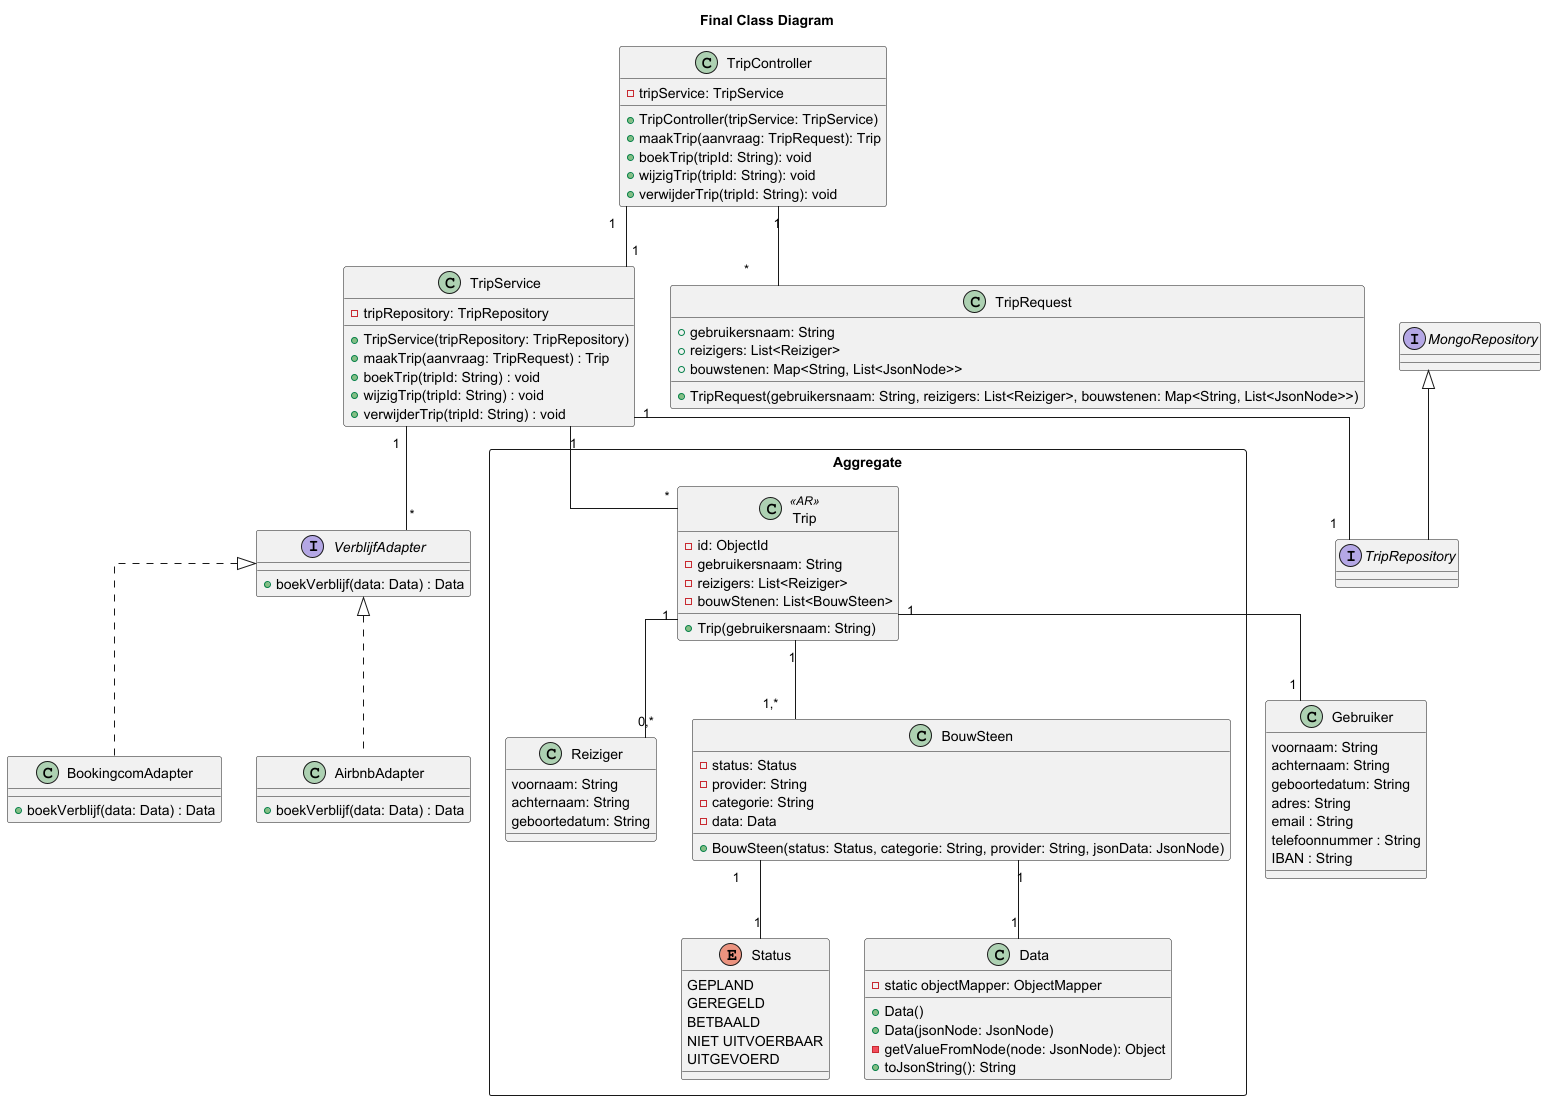 Final Class Diagram
C TripController
tripService: TripService
TripController(tripService: TripService)
maakTrip(aanvraag: TripRequest): Trip
boekTrip(tripId: String): void
wijzigTrip(tripId: String): void
verwijderTrip(tripId: String): void
1
1
1
*
C TripService
tripRepository: TripRepository
TripService(tripRepository: TripRepository)
maakTrip(aanvraag: TripRequest) : Trip
boekTrip(tripId: String) : void
wijzigTrip(tripId: String) : void
verwijderTrip(tripId: String) : void
C TripRequest
gebruikersnaam: String
reizigers: List<Reiziger>
bouwstenen: Map<String, List<JsonNode>>
TripRequest(gebruikersnaam: String, reizigers: List<Reiziger>, bouwstenen: Map<String, List<JsonNode>>)
I MongoRepository
1
1
1
*
*
1
Aggregate
I VerblijfAdapter
boekVerblijf(data: Data) : Data
C «AR»
Trip
id: ObjectId
gebruikersnaam: String
reizigers: List<Reiziger>
bouwStenen: List<BouwSteen>
Trip(gebruikersnaam: String)
I TripRepository
1
1
1
0,*
1,*
1
C BookingcomAdapter
boekVerblijf(data: Data) : Data
C AirbnbAdapter
boekVerblijf(data: Data) : Data
C Reiziger
voornaam: String
achternaam: String
geboortedatum: String
C BouwSteen
status: Status
provider: String
categorie: String
data: Data
BouwSteen(status: Status, categorie: String, provider: String, jsonData: JsonNode)
C Gebruiker
voornaam: String
achternaam: String
geboortedatum: String
adres: String
email : String
telefoonnummer : String
IBAN : String
1
1
1
1
E Status
GEPLAND
GEREGELD
BETBAALD
NIET UITVOERBAAR
UITGEVOERD
C Data
static objectMapper: ObjectMapper
Data()
Data(jsonNode: JsonNode)
getValueFromNode(node: JsonNode): Object
toJsonString(): String